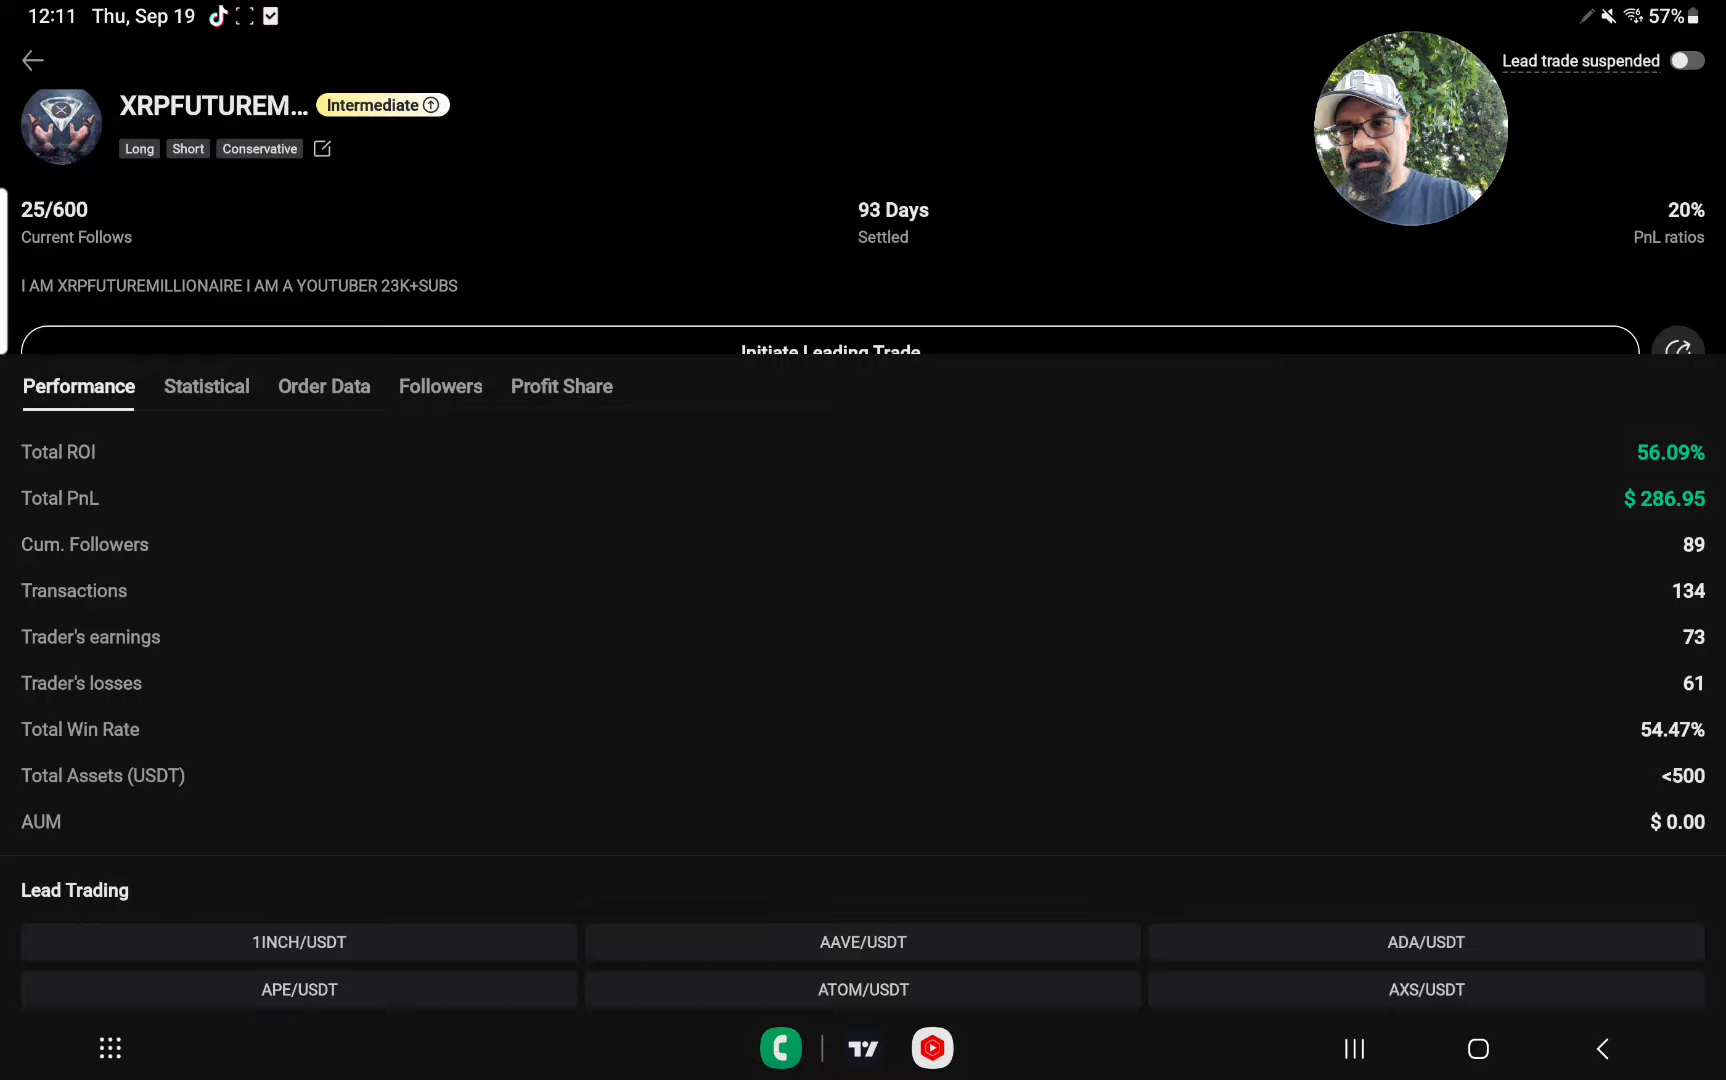 12:11 Thu, Sep 19
57%
Lead trade suspended
XRPFUTUREM... Intermediate
Long Short Conservative
25/600
Current Follows
93 Days
Settled
20%
PnL ratios
I AM XRPFUTUREMILLIONAIRE I AM A YOUTUBER 23K+SUBS
Initiate Leading Trade
Performance Statistical Order Data Followers Profit Share
Total ROI 56.09%
Total PnL $ 286.95
Cum. Followers 89
Transactions 134
Trader's earnings 73
Trader's losses 61
Total Win Rate 54.47%
Total Assets (USDT) <500
AUM $ 0.00
Lead Trading
1INCH/USDT AAVE/USDT ADA/USDT
APE/USDT ATOM/USDT AXS/USDT